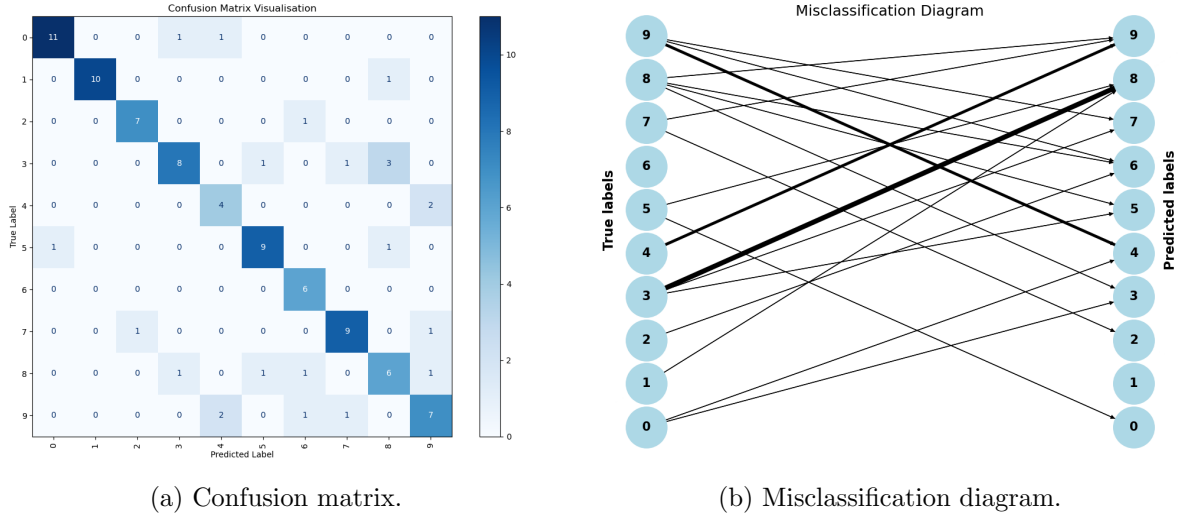 Confusion Matrix Visualisation
0 11 0 0 1 1 0 0 0 0 0
1 0 10 0 0 0 0 0 0 1 0
2 0 0 7 0 0 0 1 0 0 0
3 0 0 0 8 0 1 0 1 3 0
4 0 0 0 0 4 0 0 0 0 2
5 1 0 0 0 0 9 0 0 1 0
6 0 0 0 0 0 0 6 0 0 0
7 0 0 1 0 0 0 0 9 0 1
8 0 0 0 1 0 1 1 0 6 1
9 0 0 0 0 2 0 1 1 0 7
0 1 2 3 4 5 6 7 8 9
True Label
Predicted Label
10
8
6
4
2
0
(a) Confusion matrix.
Misclassification Diagram
True labels
9 9
8 8
7 7
6 6
5 5
4 4
3 3
2 2
1 1
0 0
Predicted labels
(b) Misclassification diagram.